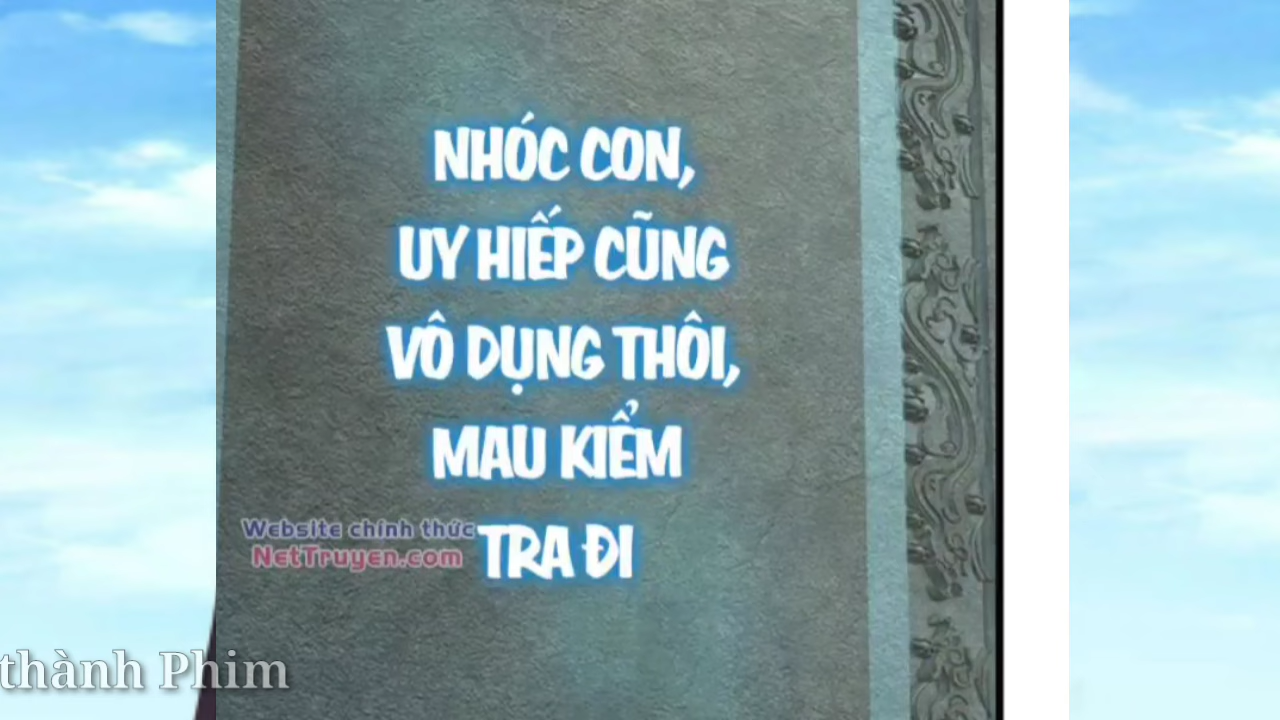 NHÓC CON,
UY HIẾP CŨNG
VÔ DỤNG THÔI,
MAU KIỂM
TRA ĐI
Website chính thức
NetTruyen.com
thành Phim